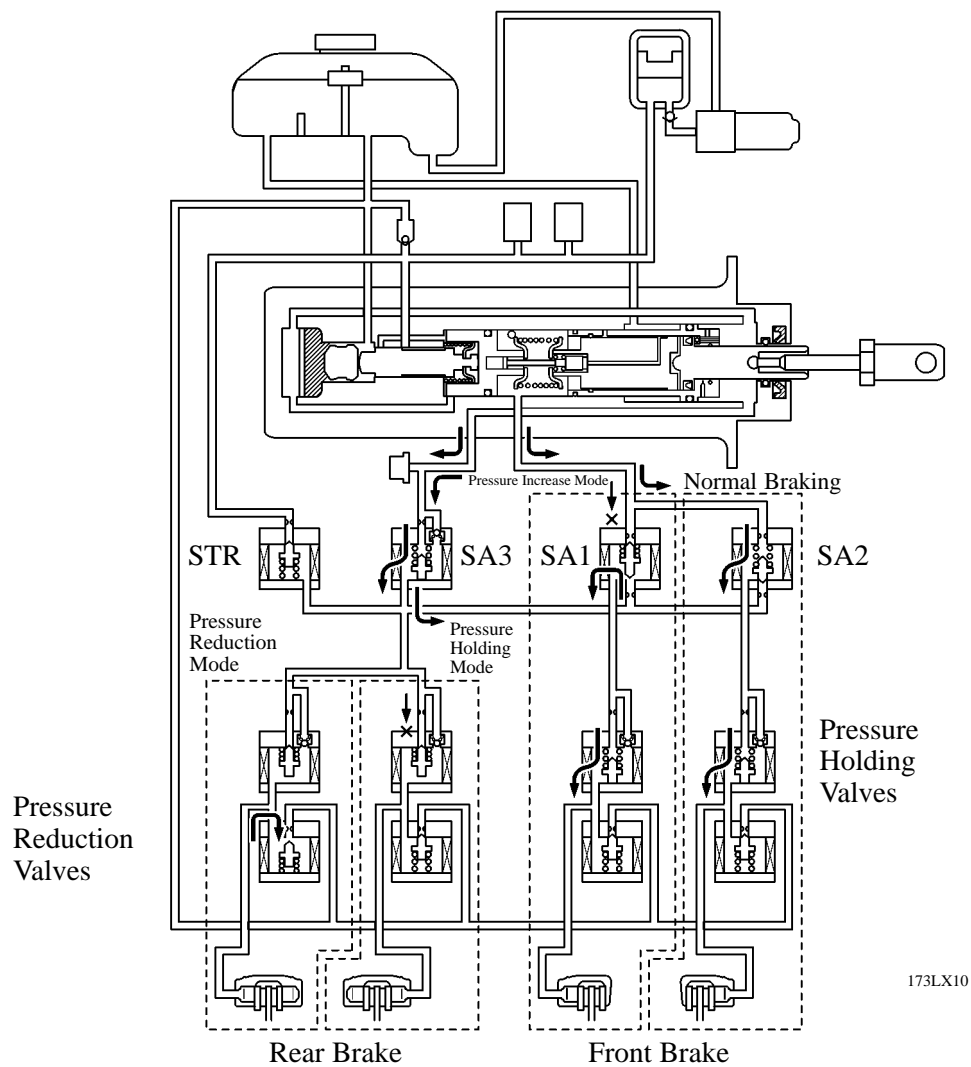 Pressure Increase Mode
Normal Braking
STR
SA3
SA1
SA2
Pressure
Reduction
Mode
Pressure
Holding
Mode
Pressure
Holding
Valves
Pressure
Reduction
Valves
173LX10
Rear Brake
Front Brake